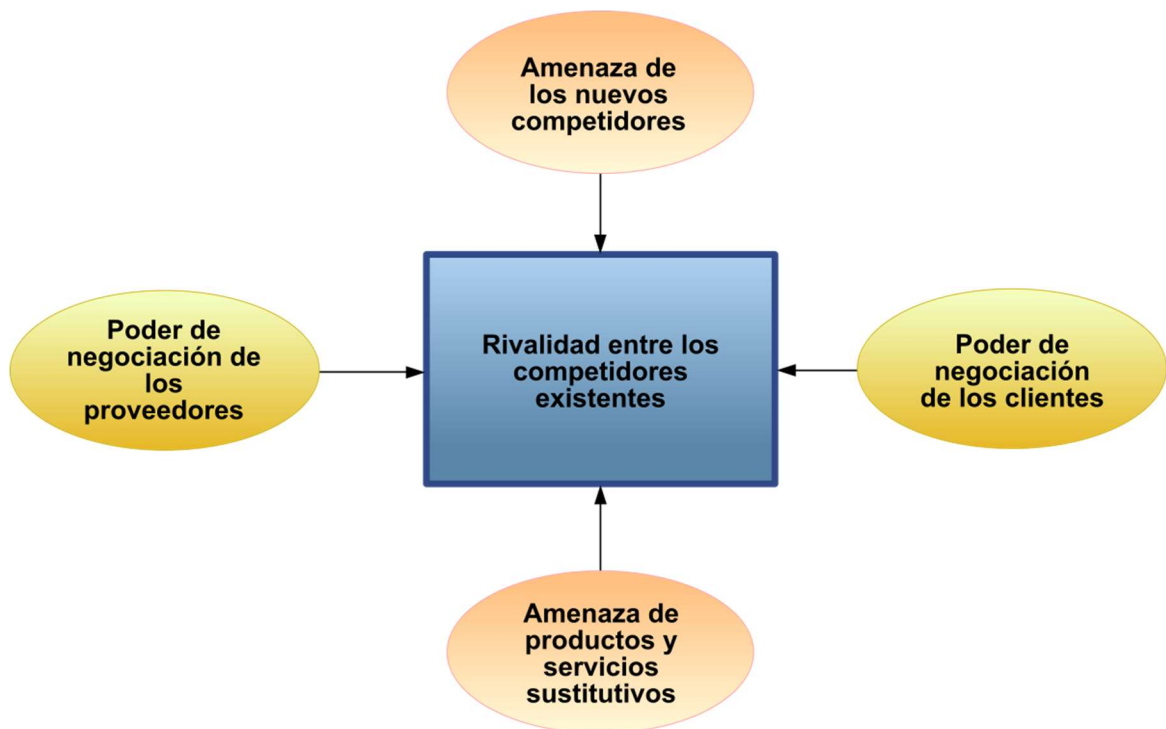 Amenaza de
los nuevos
competidores
Poder de
negociación de
los
proveedores
Rivalidad entre los
competidores
existentes
Poder de
negociación
de los clientes
Amenaza de
productos y
servicios
sustitutivos